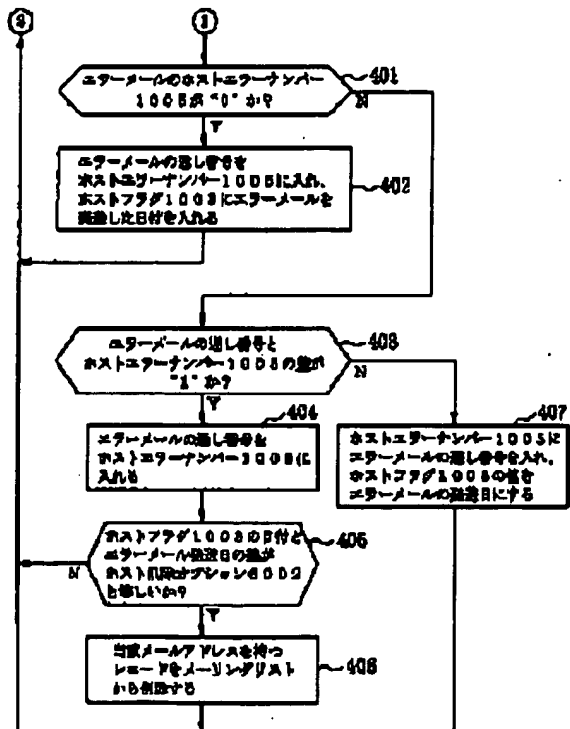 2
1
エラーメールのホストエラーナンバー
1005が"0"か?
401
N
Y
エラーメールの通し番号を
ホストエラーナンバー1005に入れ、
ホストフラグ1003にエラーメールを
した日付を入れる
402
エラーメールの通し番号と
ホストエラーナンバー1005の差が
"1"か?
403
N
Y
404
エラーメールの通し番号を
ホストエラーナンバー1005に
入れる
407
ホストエラーナンバー1005に
エラーメールの通し番号を入れ、
ホストフラグ1003の値を
エラーメールの発送日にする
ホストフラグ1003の日付と
エラーメール発送日の差が
ホスト削除オプション6002
と等しいか?
405
N
Y
当該メールアドレスを持つ
レコードをメーリングリスト
から削除する
406